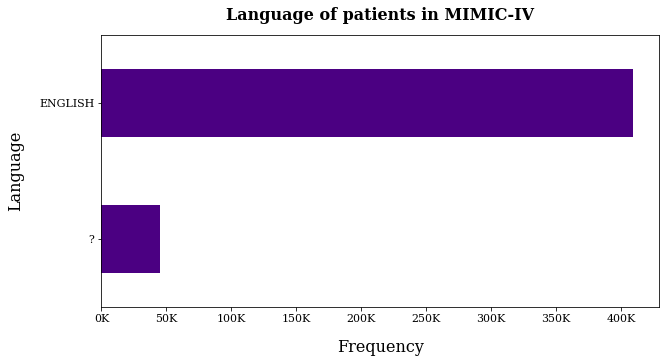 Language of patients in MIMIC-IV
Language
ENGLISH
?
0K 50K 100K 150K 200K 250K 300K 350K 400K
Frequency